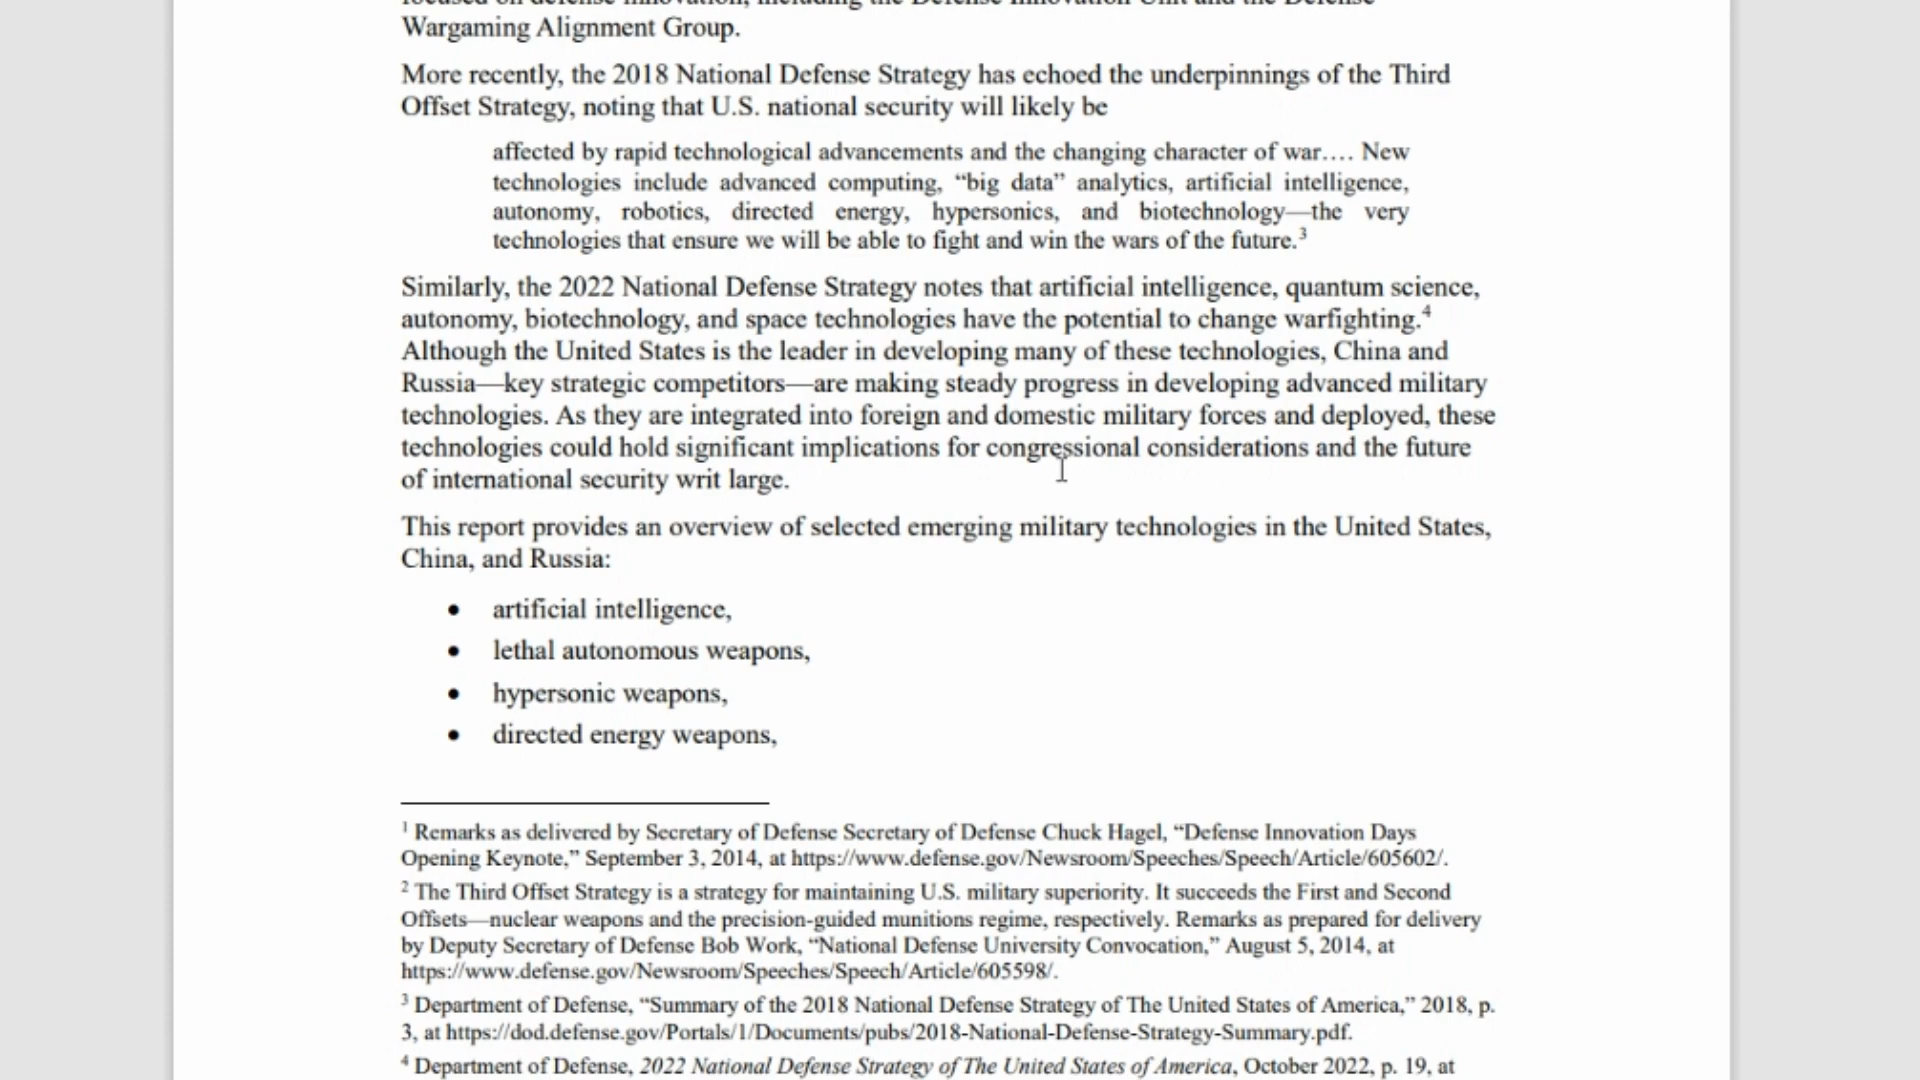 focused on defense innovation, including the Defense Innovation Unit and the Defense
Wargaming Alignment Group.
More recently, the 2018 National Defense Strategy has echoed the underpinnings of the Third
Offset Strategy, noting that U.S. national security will likely be
affected by rapid technological advancements and the changing character of war…. New
technologies include advanced computing, “big data” analytics, artificial intelligence,
autonomy, robotics, directed energy, hypersonics, and biotechnology—the very
technologies that ensure we will be able to fight and win the wars of the future.3
Similarly, the 2022 National Defense Strategy notes that artificial intelligence, quantum science,
autonomy, biotechnology, and space technologies have the potential to change warfighting.4
Although the United States is the leader in developing many of these technologies, China and
Russia—key strategic competitors—are making steady progress in developing advanced military
technologies. As they are integrated into foreign and domestic military forces and deployed, these
technologies could hold significant implications for congressional considerations and the future
of international security writ large.
This report provides an overview of selected emerging military technologies in the United States,
China, and Russia:
• artificial intelligence,
• lethal autonomous weapons,
• hypersonic weapons,
• directed energy weapons,
1 Remarks as delivered by Secretary of Defense Secretary of Defense Chuck Hagel, “Defense Innovation Days
Opening Keynote,” September 3, 2014, at https://www.defense.gov/Newsroom/Speeches/Speech/Article/605602/.
2 The Third Offset Strategy is a strategy for maintaining U.S. military superiority. It succeeds the First and Second
Offsets—nuclear weapons and the precision-guided munitions regime, respectively. Remarks as prepared for delivery
by Deputy Secretary of Defense Bob Work, “National Defense University Convocation,” August 5, 2014, at
https://www.defense.gov/Newsroom/Speeches/Speech/Article/605598/.
3 Department of Defense, “Summary of the 2018 National Defense Strategy of The United States of America,” 2018, p.
3, at https://dod.defense.gov/Portals/1/Documents/pubs/2018-National-Defense-Strategy-Summary.pdf.
4 Department of Defense, 2022 National Defense Strategy of The United States of America, October 2022, p. 19, at